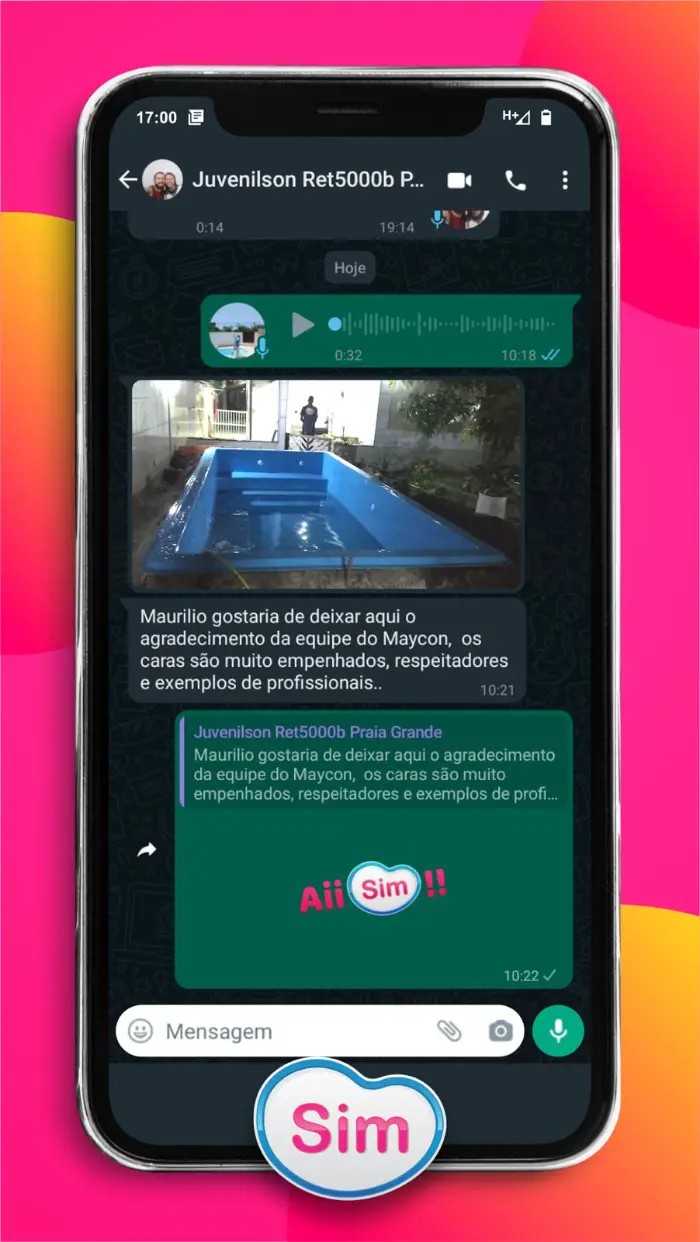 17:00
H+
Juvenilson Ret5000b P...
0:14
19:14
Hoje
0:32
10:18
Maurilio gostaria de deixar aqui o
agradecimento da equipe do Maycon,  os
caras são muito empenhados, respeitadores
e exemplos de profissionais..
10:21
Juvenilson Ret5000b Praia Grande
Maurilio gostaria de deixar aqui o agradecimento
da equipe do Maycon,  os caras são muito
empenhados, respeitadores e exemplos de profi...
Aii Sim !!
10:22
Mensagem
Sim